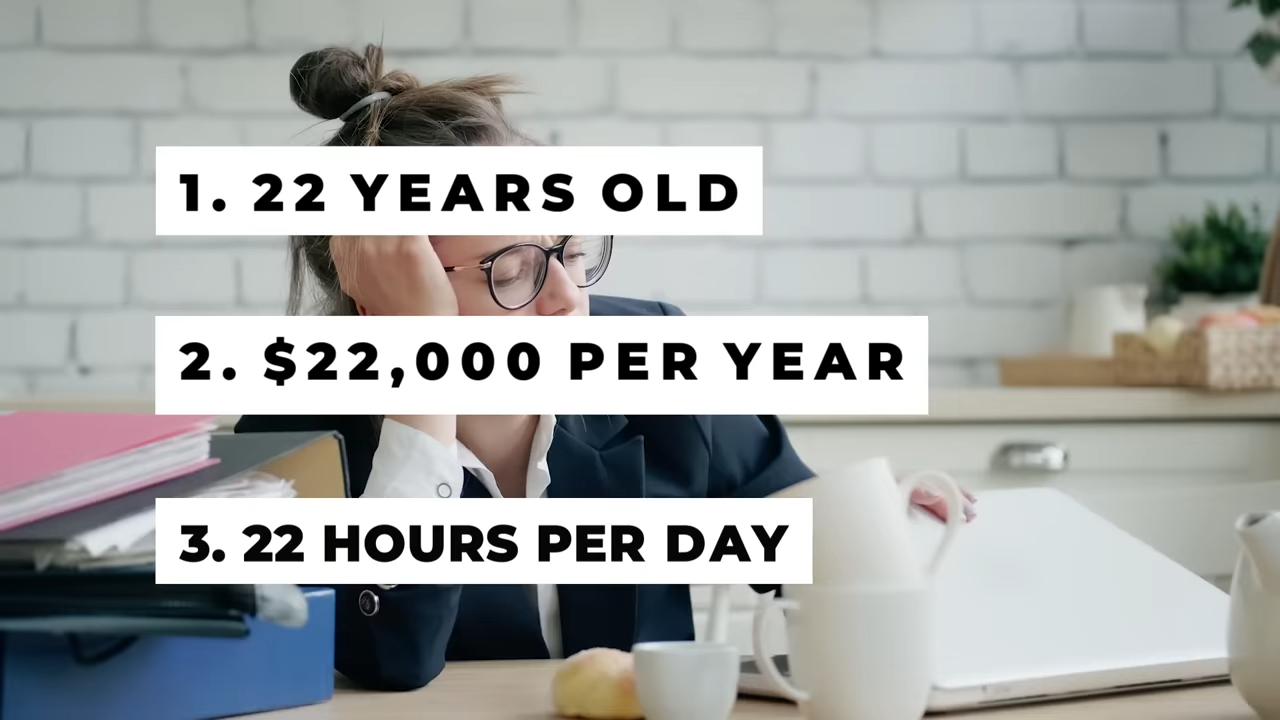 1. 22 YEARS OLD
2. $22,000 PER YEAR
3. 22 HOURS PER DAY